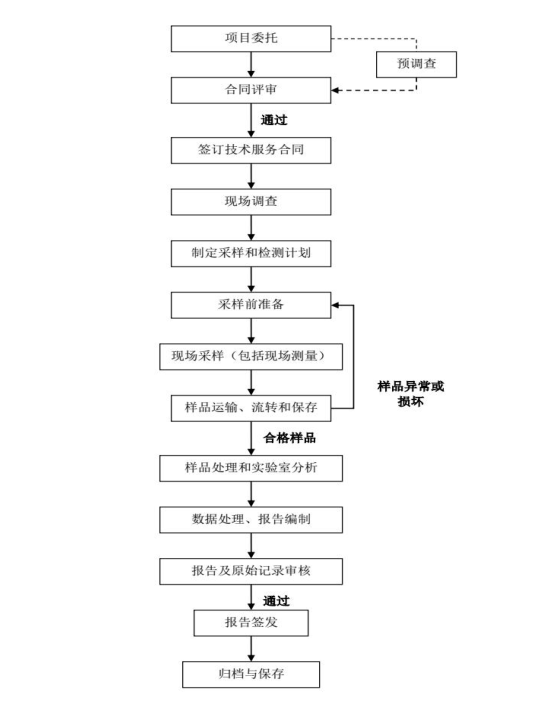 项目委托
预调查
合同评审
通过
签订技术服务合同
现场调查
制定采样和检测计划
采样前准备
现场采样（包括现场测量）
样品异常或
损坏
样品运输、流转和保存
合格样品
样品处理和实验室分析
数据处理、报告编制
报告及原始记录审核
通过
报告签发
归档与保存